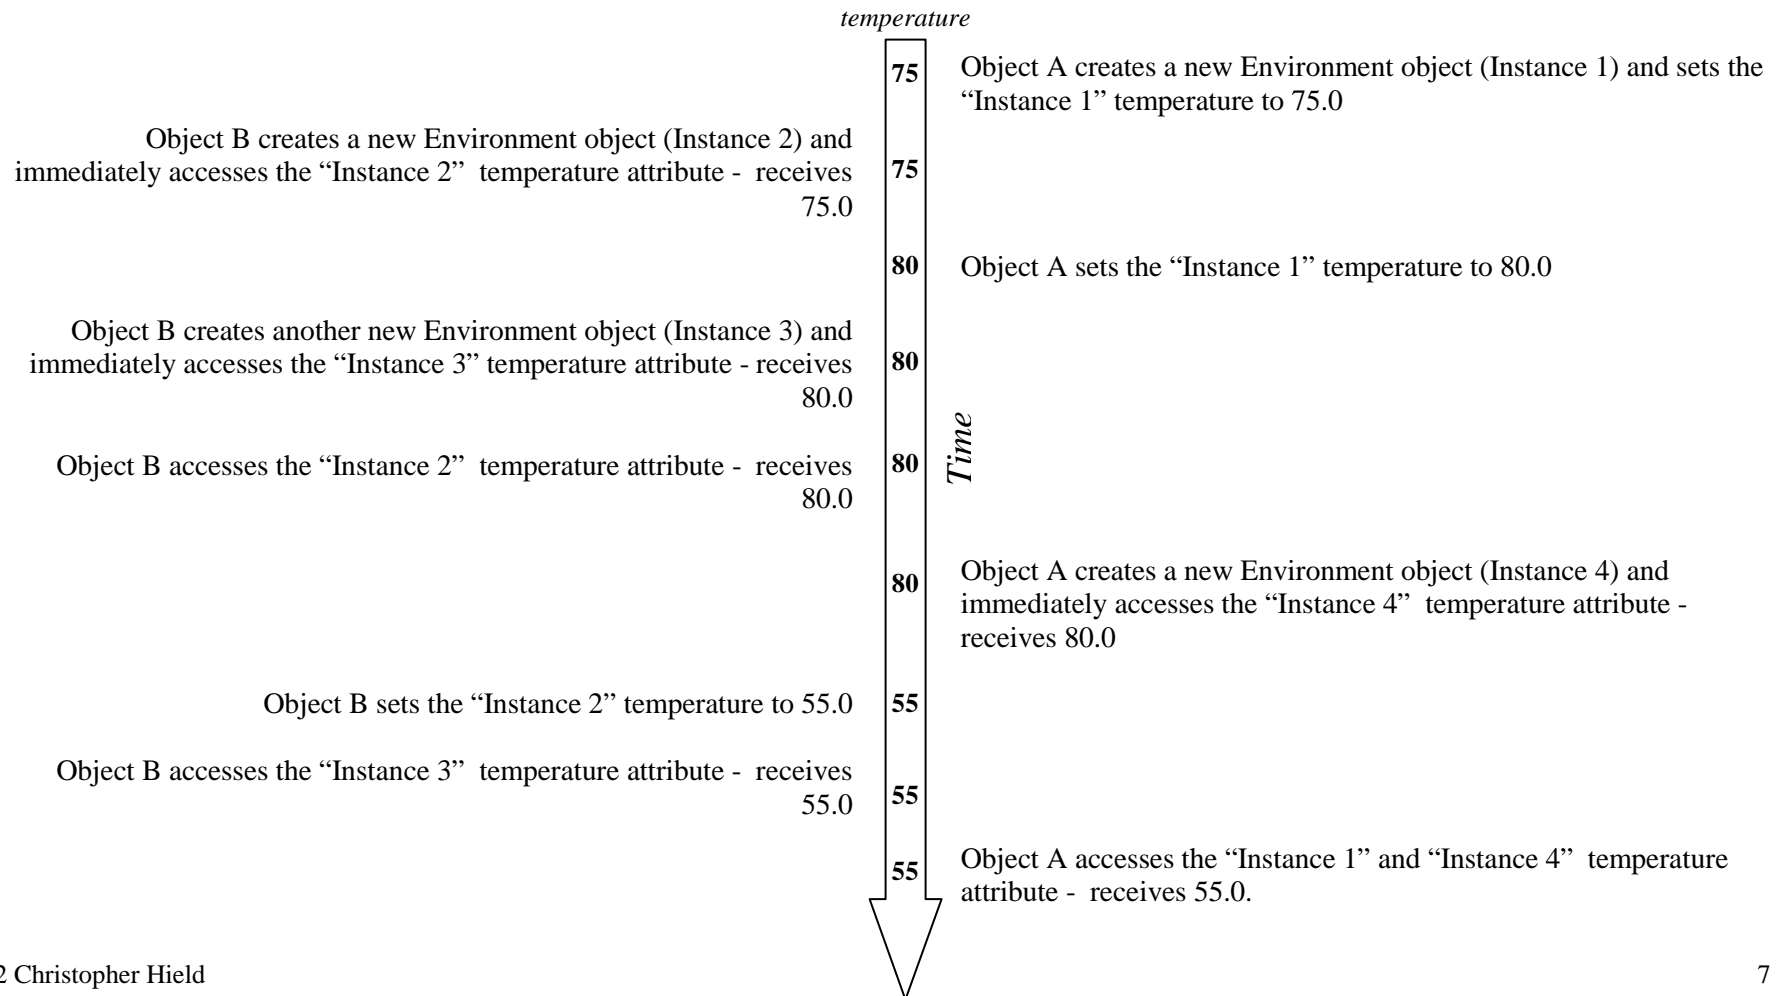 temperature
75
Object A creates a new Environment object (Instance 1) and sets the
“Instance 1” temperature to 75.0
Object B creates a new Environment object (Instance 2) and
immediately accesses the “Instance 2” temperature attribute - receives
75.0
75
80
Object A sets the “Instance 1” temperature to 80.0
Object B creates another new Environment object (Instance 3) and
immediately accesses the “Instance 3” temperature attribute - receives
80.0
80
Time
Object B accesses the “Instance 2” temperature attribute - receives
80.0
80
80
Object A creates a new Environment object (Instance 4) and
immediately accesses the “Instance 4” temperature attribute -
receives 80.0
Object B sets the “Instance 2” temperature to 55.0
55
Object B accesses the “Instance 3” temperature attribute - receives
55.0
55
55
Object A accesses the “Instance 1” and “Instance 4” temperature
attribute - receives 55.0.
2 Christopher Hield
7